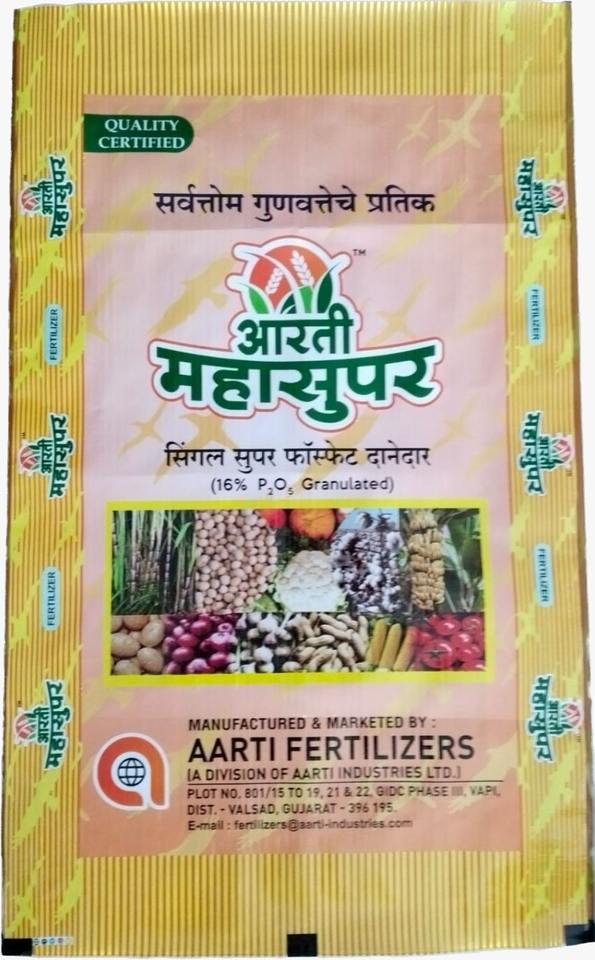 QUALITY
CERTIFIED
सर्वत्तोम गुणवत्तेचे प्रतिक
TM
आरती
महासुपर
सिंगल सुपर फॉस्फेट दानेदार
(16% P₂O₅ Granulated)
MANUFACTURED & MARKETED BY :
AARTI FERTILIZERS
(A DIVISION OF AARTI INDUSTRIES LTD.)
PLOT NO. 801/15 TO 19, 21 & 22, GIDC PHASE III, VAPI,
DIST. - VALSAD, GUJARAT - 396 195.
E-mail : fertilizers@aarti-industries.com
आरती
महासुपर
FERTILIZER
आरती
महासुपर
FERTILIZER
आरती
महासुपर
आरती
महासुपर
FERTILIZER
आरती
महासुपर
FERTILIZER
आरती
महासुपर